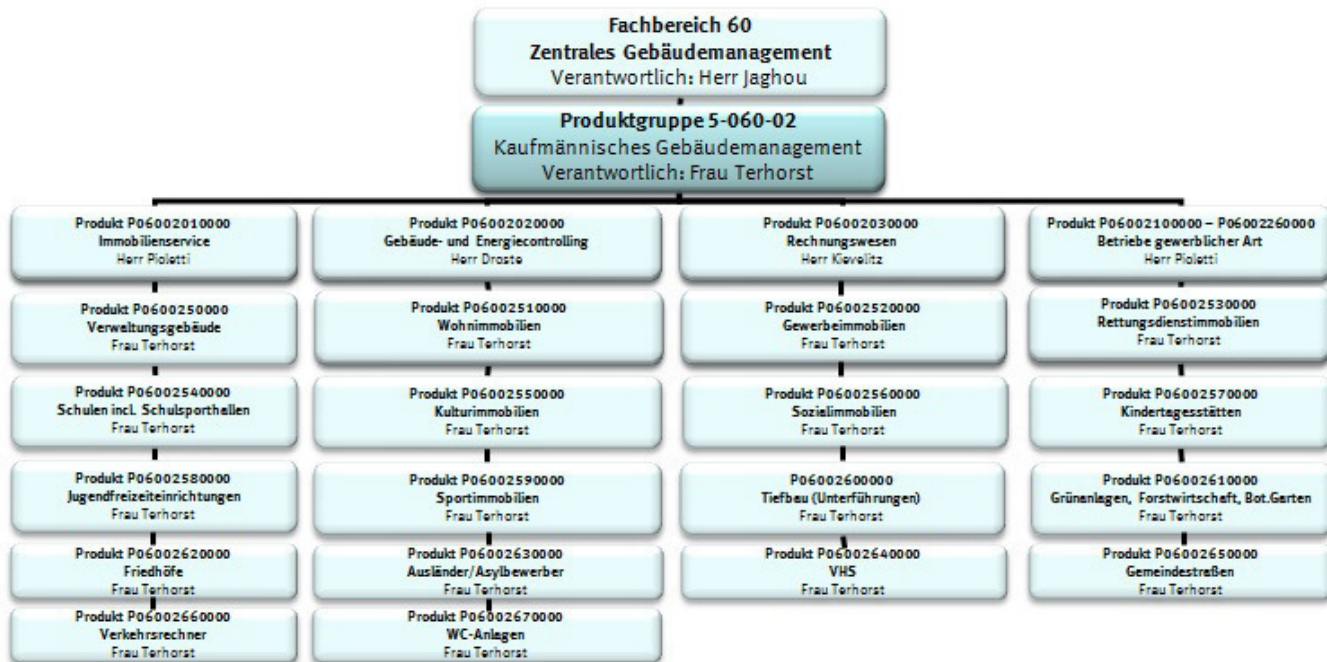 Fachbereich 60
Zentrales Gebäudemanagement
Verantwortlich: Herr Jaghou
Produktgruppe 5-060-02
Kaufmännisches Gebäudemanagement
Verantwortlich: Frau Terhorst
Produkt P06002010000
Immobilienservice
Herr Pioletti
Produkt P06002020000
Gebäude- und Energiecontrolling
Herr Droste
Produkt P06002030000
Rechnungswesen
Herr Kievelitz
Produkt P06002100000 – P06002260000
Betriebe gewerblicher Art
Herr Pioletti
Produkt P0600250000
Verwaltungsgebäude
Frau Terhorst
Produkt P06002510000
Wohnimmobilien
Frau Terhorst
Produkt P06002520000
Gewerbeimmobilien
Frau Terhorst
Produkt P06002530000
Rettungsdienstimmobilien
Frau Terhorst
Produkt P06002540000
Schulen incl. Schulsporthallen
Frau Terhorst
Produkt P06002550000
Kulturimmobilien
Frau Terhorst
Produkt P06002560000
Sozialimmobilien
Frau Terhorst
Produkt P06002570000
Kindertagesstätten
Frau Terhorst
Produkt P06002580000
Jugendfreizeiteinrichtungen
Frau Terhorst
Produkt P06002590000
Sportimmobilien
Frau Terhorst
P06002600000
Tiefbau (Unterführungen)
Frau Terhorst
Produkt P06002610000
Grünanlagen, Forstwirtschaft, Bot.Garten
Frau Terhorst
Produkt P06002620000
Friedhöfe
Frau Terhorst
Produkt P06002630000
Ausländer/Asylbewerber
Frau Terhorst
Produkt P06002640000
VHS
Frau Terhorst
Produkt P06002650000
Gemeindestraßen
Frau Terhorst
Produkt P06002660000
Verkehrsrechner
Frau Terhorst
Produkt P06002670000
WC-Anlagen
Frau Terhorst